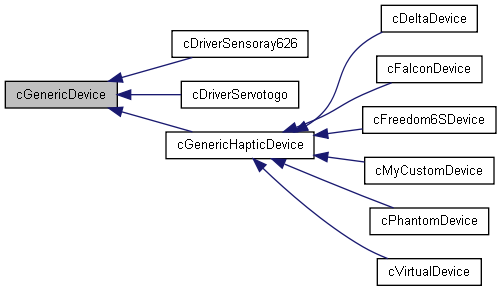 cDeltaDevice
cDriverSensoray626
cFalconDevice
cGenericDevice
cDriverServotogo
cFreedom6SDevice
cGenericHapticDevice
cMyCustomDevice
cPhantomDevice
cVirtualDevice